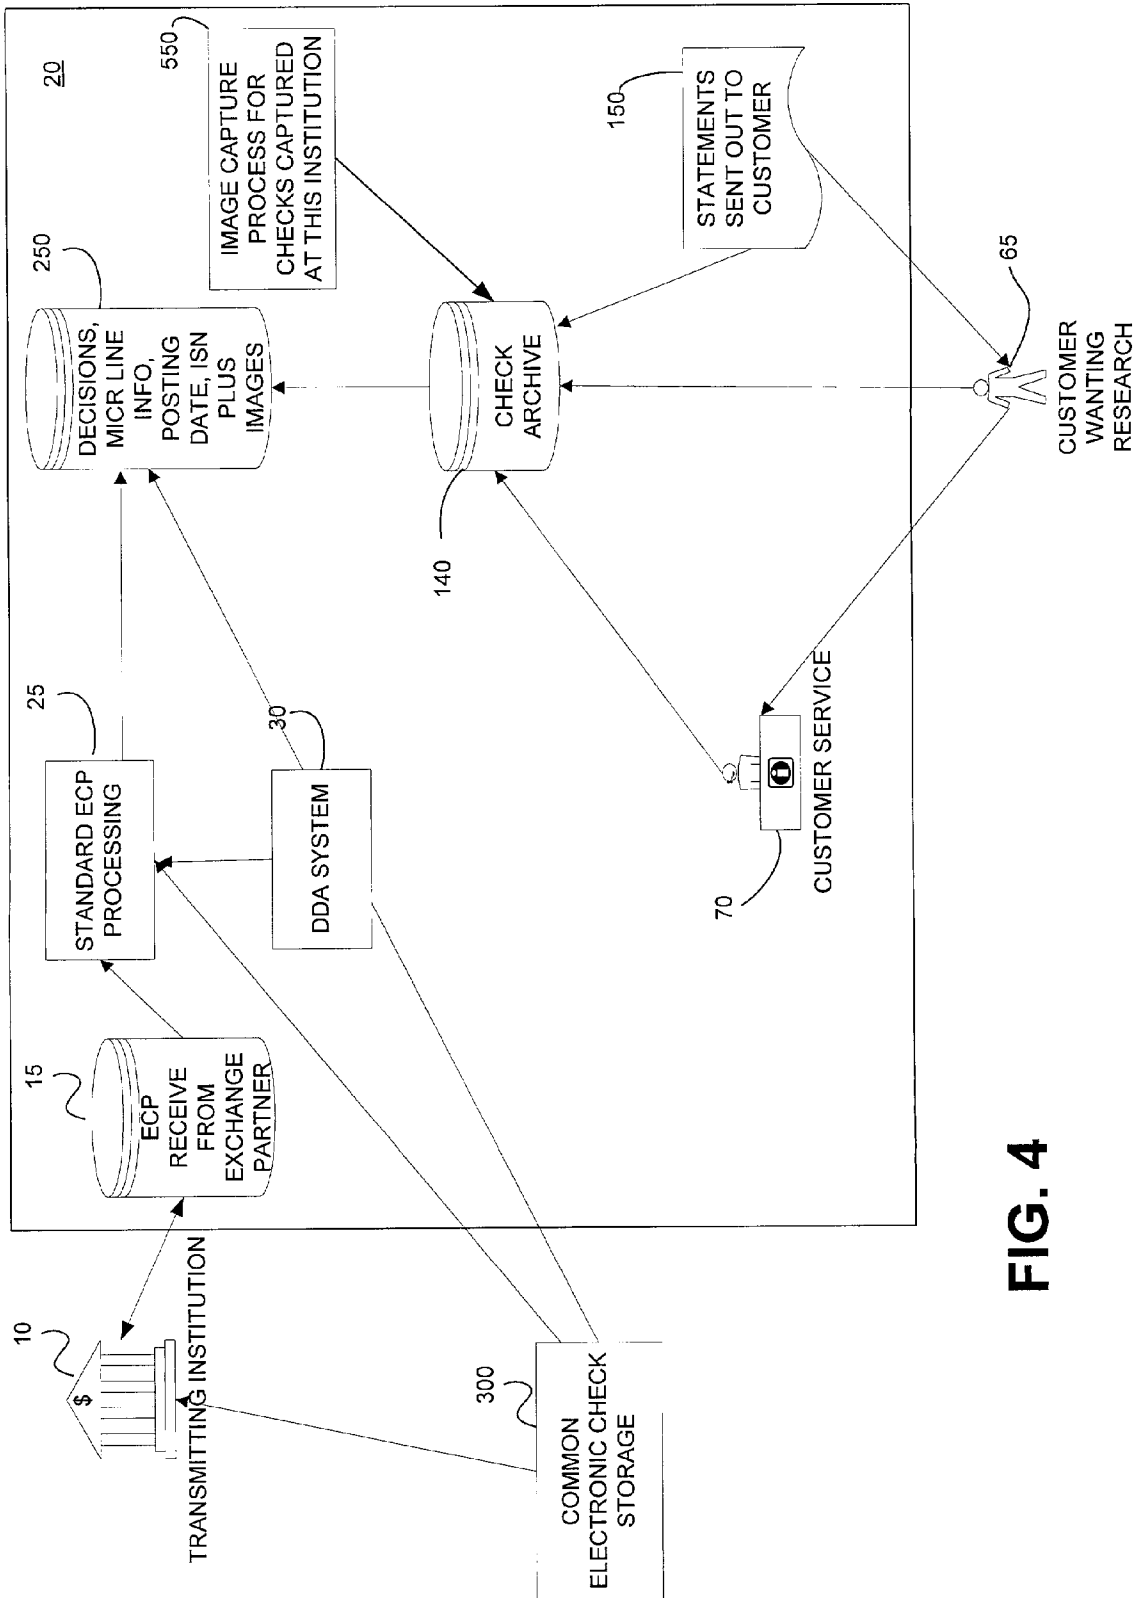 10
TRANSMITTING INSTITUTION
$
15
ECP
RECEIVE
FROM
EXCHANGE
PARTNER
25
STANDARD ECP
PROCESSING
250
DECISIONS,
MICR LINE
INFO,
POSTING
DATE, ISN
PLUS
IMAGES
20
550
IMAGE CAPTURE
PROCESS FOR
CHECKS CAPTURED
AT THIS INSTITUTION
30
DDA SYSTEM
140
CHECK
ARCHIVE
300
COMMON
ELECTRONIC CHECK
STORAGE
70
i
CUSTOMER SERVICE
150
STATEMENTS
SENT OUT TO
CUSTOMER
65
CUSTOMER
WANTING
RESEARCH
FIG. 4